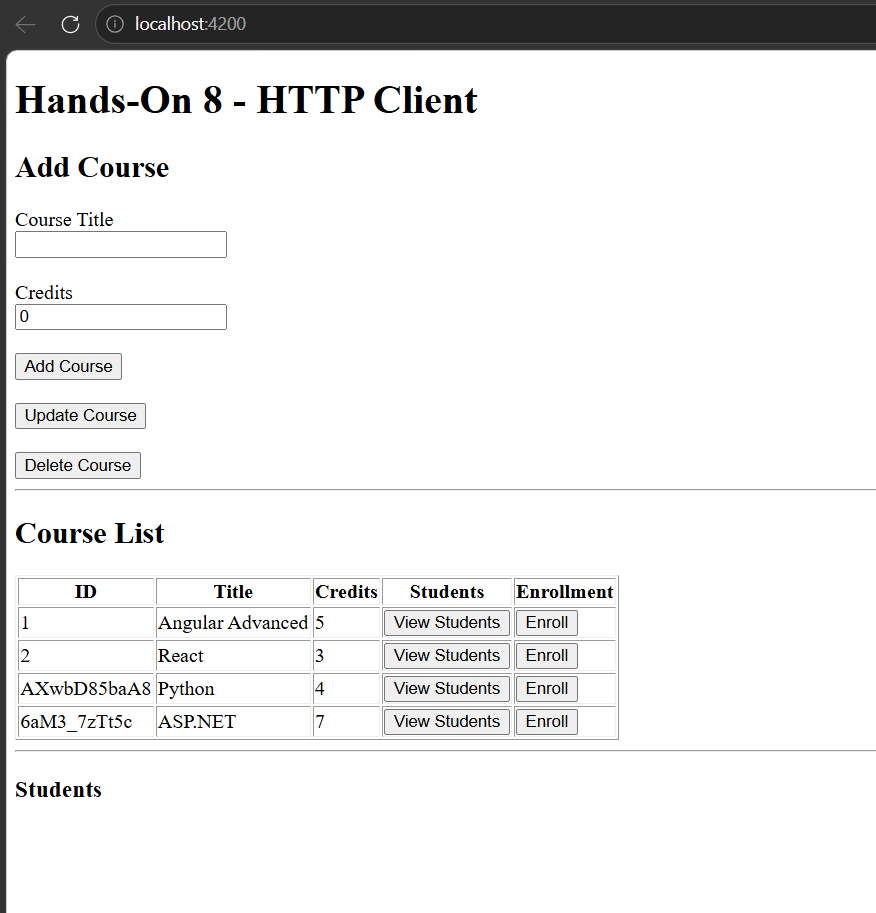 localhost:4200
Hands-On 8 - HTTP Client
Add Course
Course Title
Credits
0
Add Course
Update Course
Delete Course
Course List
ID Title Credits Students Enrollment
1 Angular Advanced 5 View Students Enroll
2 React 3 View Students Enroll
AXwbD85baA8 Python 4 View Students Enroll
6aM3_7zTt5c ASP.NET 7 View Students Enroll
Students